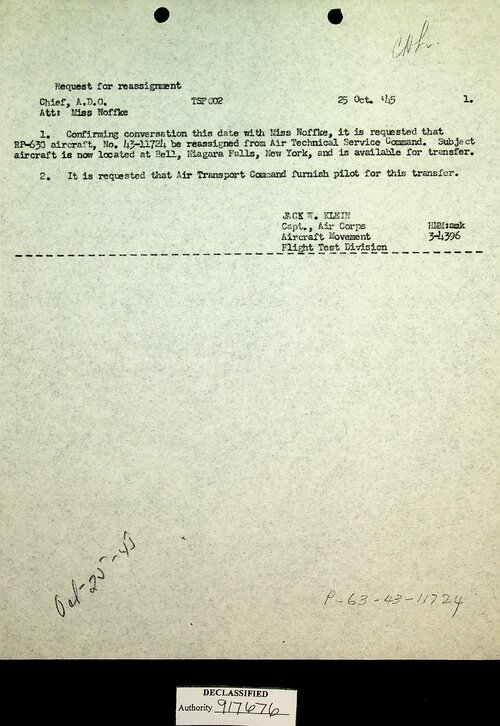 Request for reassignment
Chief, A.D.O. TSFOO2 25 Oct. '45 1.
Att: Miss Noffke
1. Confirming conversation this date with Miss Noffke, it is requested that
RP-63C aircraft, No. 43-11724 be reassigned from Air Technical Service Command. Subject
aircraft is now located at Bell, Niagara Falls, New York, and is available for transfer.
2. It is requested that Air Transport Command furnish pilot for this transfer.
JACK W. KLEIN
Capt., Air Corps HMM:amk
Aircraft Movement 3-4396
Flight Test Division
Oct-25-45
P-63-43-11724
DECLASSIFIED
Authority 917676